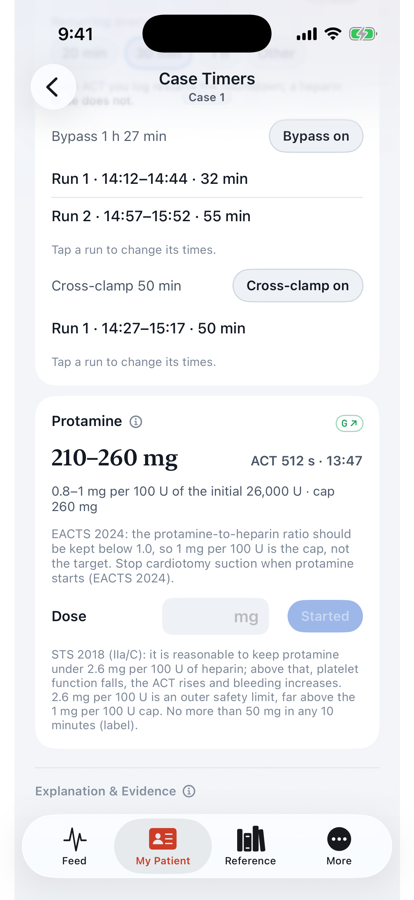 9:41
Case Timers
Case 1
e does not.
Bypass 1 h 27 min
Bypass on
Run 1 · 14:12–14:44 · 32 min
Run 2 · 14:57–15:52 · 55 min
Tap a run to change its times.
Cross-clamp 50 min
Cross-clamp on
Run 1 · 14:27–15:17 · 50 min
Tap a run to change its times.
Protamine
G
210–260 mg
ACT 512 s · 13:47
0.8–1 mg per 100 U of the initial 26,000 U · cap
260 mg
EACTS 2024: the protamine-to-heparin ratio should
be kept below 1.0, so 1 mg per 100 U is the cap, not
the target. Stop cardiotomy suction when protamine
starts (EACTS 2024).
Dose
mg
Started
STS 2018 (IIa/C): it is reasonable to keep protamine
under 2.6 mg per 100 U of heparin; above that, platelet
function falls, the ACT rises and bleeding increases.
2.6 mg per 100 U is an outer safety limit, far above the
1 mg per 100 U cap. No more than 50 mg in any 10
minutes (label).
Explanation & Evidence
Feed
My Patient
Reference
More